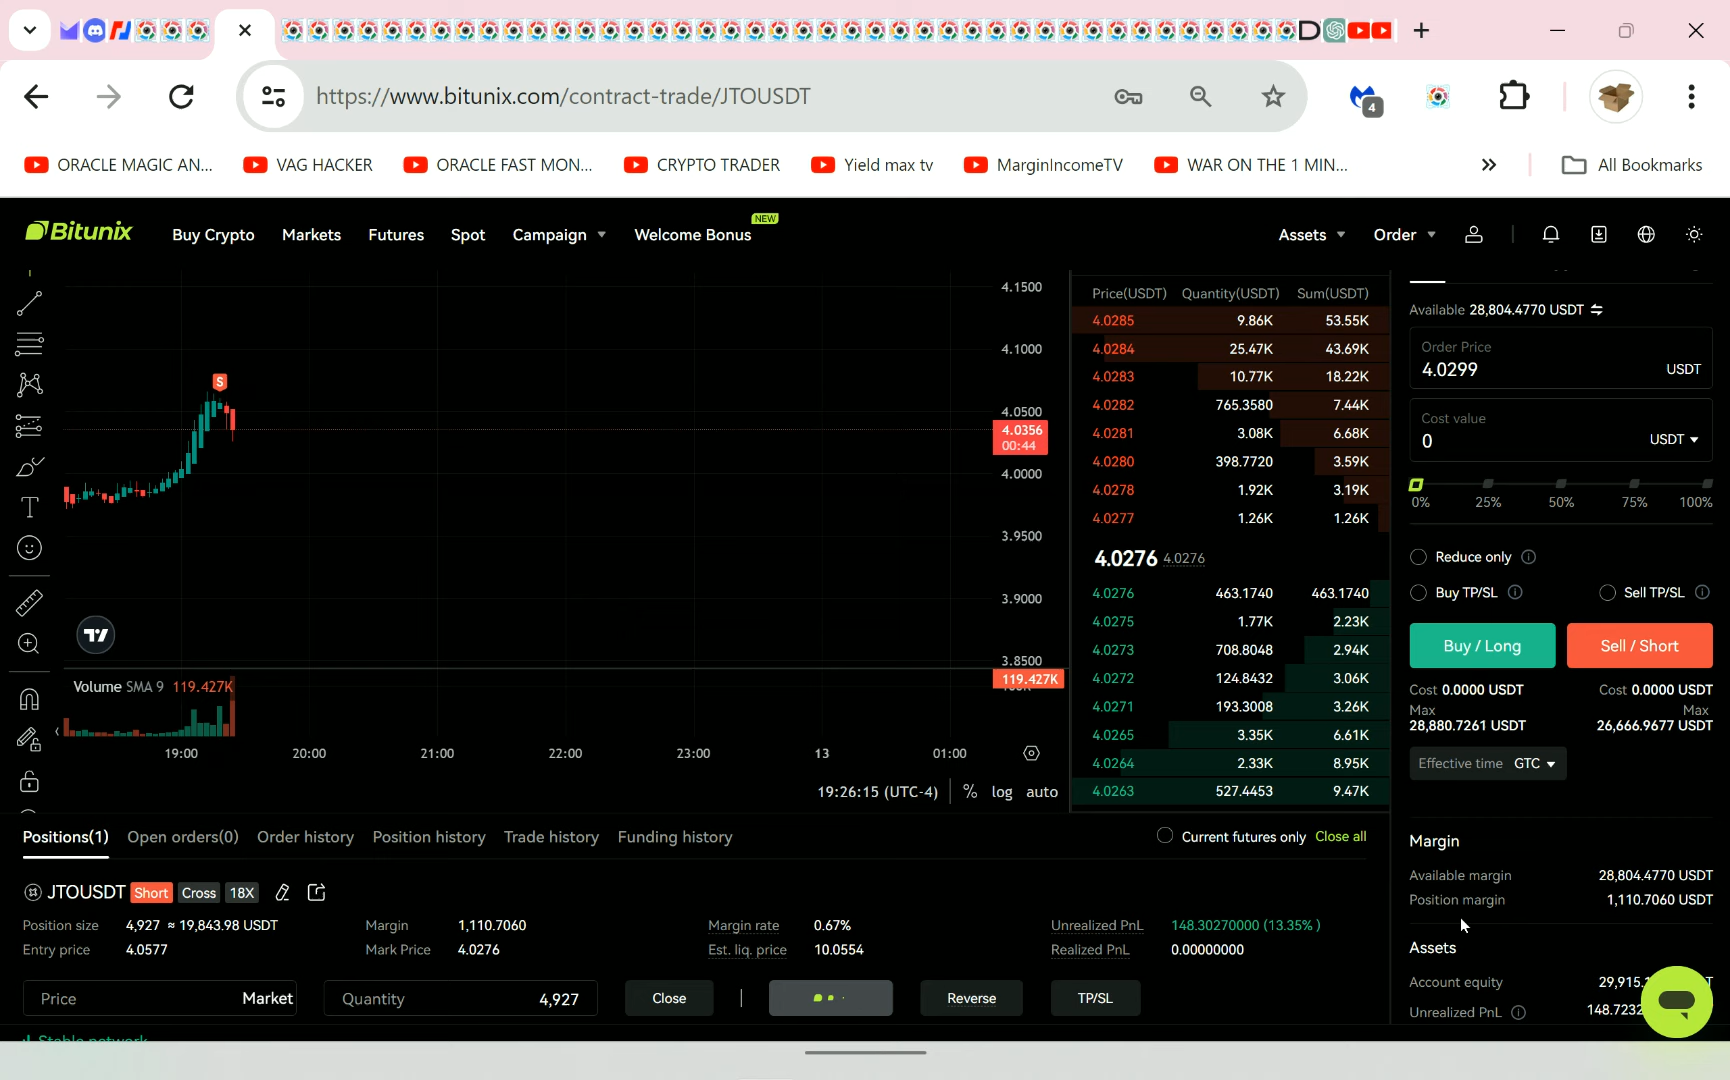 4
https://www.bitunix.com/contract-trade/JTOUSDT
ORACLE MAGIC AN...
VAG HACKER
ORACLE FAST MON...
CRYPTO TRADER
Yield max tv
MarginIncomeTV
WAR ON THE 1 MIN...
All Bookmarks
Bitunix
Buy Crypto
Markets
Futures
Spot
Campaign
Welcome Bonus
NEW
Assets
Order
4.1500
4.1000
4.0500
4.0356
00:44
4.0000
3.9500
3.9000
3.8500
119.427K
S
Volume SMA 9 119.427K
19:00 20:00 21:00 22:00 23:00 13 01:00
19:26:15 (UTC-4) % log auto
Price(USDT) Quantity(USDT) Sum(USDT)
4.0285 9.86K 53.55K
4.0284 25.47K 43.69K
4.0283 10.77K 18.22K
4.0282 765.3580 7.44K
4.0281 3.08K 6.68K
4.0280 398.7720 3.59K
4.0278 1.92K 3.19K
4.0277 1.26K 1.26K
4.0276 4.0276
4.0276 463.1740 463.1740
4.0275 1.77K 2.23K
4.0273 708.8048 2.94K
4.0272 124.8432 3.06K
4.0271 193.3008 3.26K
4.0265 3.35K 6.61K
4.0264 2.33K 8.95K
4.0263 527.4453 9.47K
Available 28,804.4770 USDT
Order Price
4.0299 USDT
Cost value
0 USDT
0% 25% 50% 75% 100%
Reduce only
Buy TP/SL Sell TP/SL
Buy / Long Sell / Short
Cost 0.0000 USDT Cost 0.0000 USDT
Max Max
28,880.7261 USDT 26,666.9677 USDT
Effective time GTC
Margin
Available margin 28,804.4770 USDT
Position margin 1,110.7060 USDT
Assets
Account equity 29,915.
Unrealized PnL 148.7232
Positions(1) Open orders(0) Order history Position history Trade history Funding history
Current futures only Close all
JTOUSDT Short Cross 18X
Position size 4,927 ≈ 19,843.98 USDT Margin 1,110.7060 Margin rate 0.67% Unrealized PnL 148.30270000 (13.35% )
Entry price 4.0577 Mark Price 4.0276 Est. liq. price 10.0554 Realized PnL 0.00000000
Price Market Quantity 4,927 Close Reverse TP/SL
Stable network